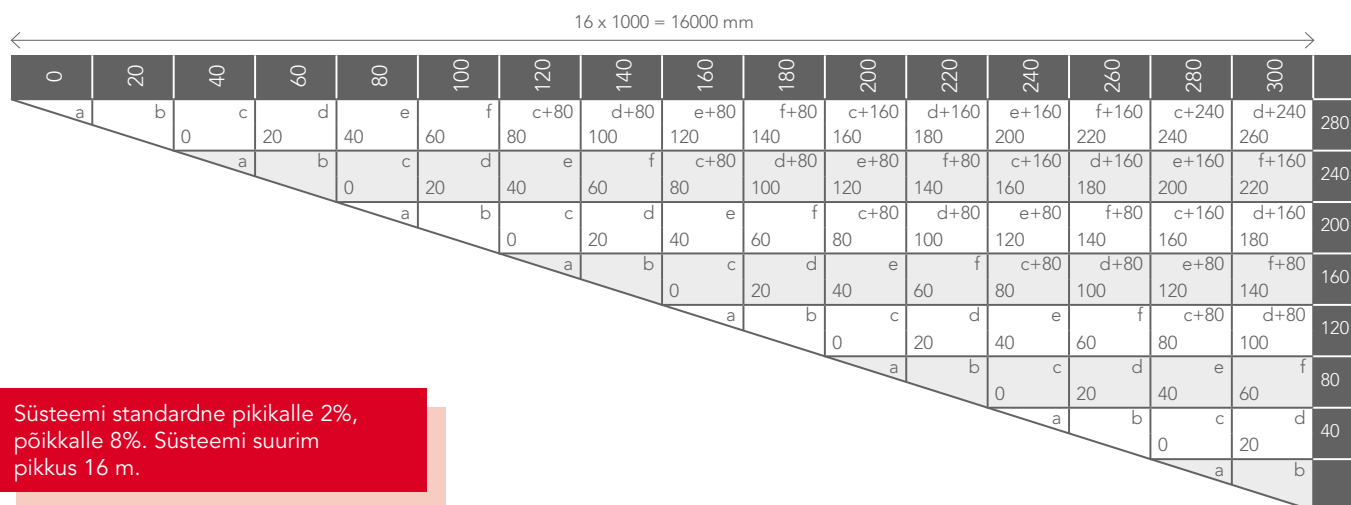 16 x 1000 = 16000 mm
0 20 40 60 80 100 120 140 160 180 200 220 240 260 280 300
a b c d e f c+80 d+80 e+80 f+80 c+160 d+160 e+160 f+160 c+240 d+240
0 20 40 60 80 100 120 140 160 180 200 220 240 260
280
a b c d e f c+80 d+80 e+80 f+80 c+160 d+160 e+160 f+160
0 20 40 60 80 100 120 140 160 180 200 220
240
a b c d e f c+80 d+80 e+80 f+80 c+160 d+160
0 20 40 60 80 100 120 140 160 180
200
a b c d e f c+80 d+80 e+80 f+80
0 20 40 60 80 100 120 140
160
a b c d e f c+80 d+80
0 20 40 60 80 100
120
a b c d e f
0 20 40 60
80
a b c d
0 20
40
a b
Süsteemi standardne pikikalle 2%,
põikkalle 8%. Süsteemi suurim
pikkus 16 m.